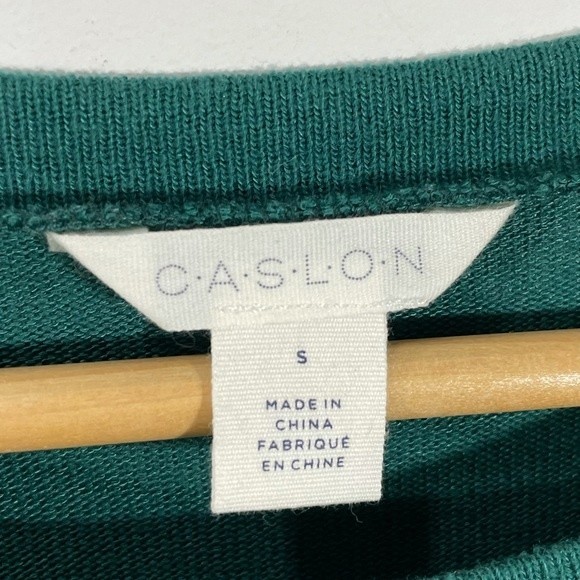 C·A·S·L·O·N
S
MADE IN
CHINA
FABRIQUÉ
EN CHINE